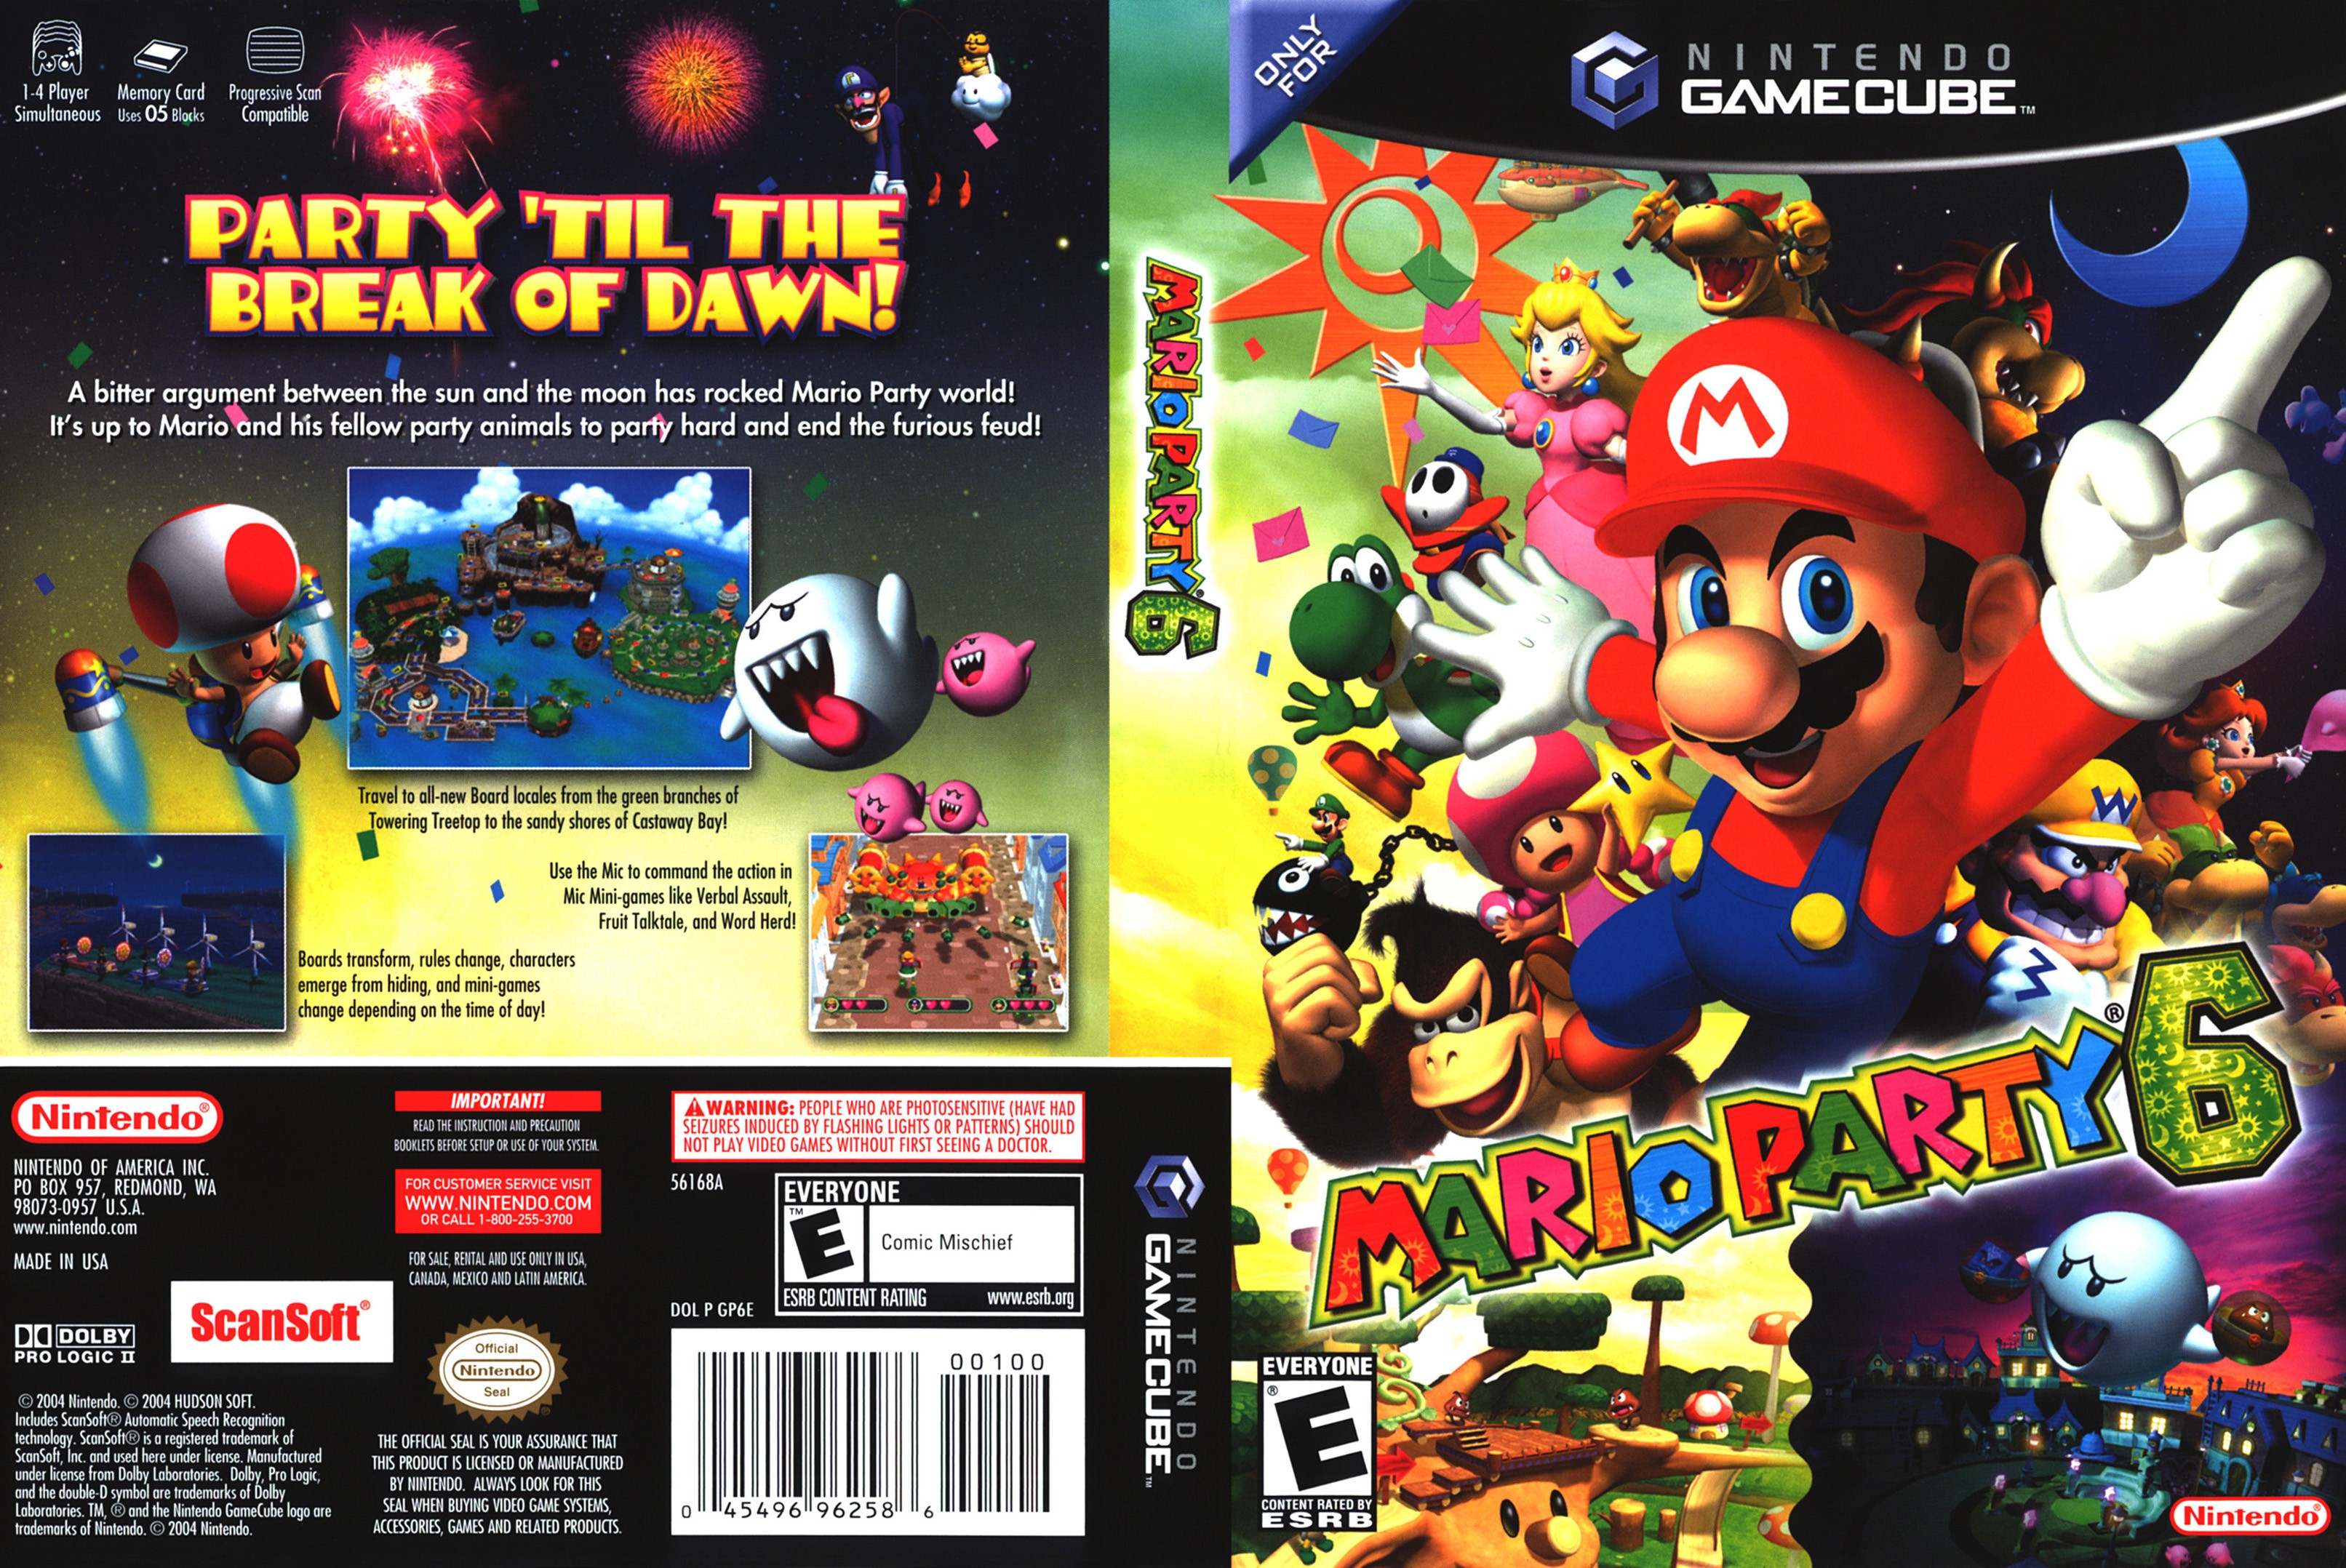 1-4 Player
Simultaneous
Memory Card
Uses 05 Blocks
Progressive Scan
Compatible
PARTY 'TIL THE
BREAK OF DAWN!
A bitter argument between the sun and the moon has rocked Mario Party world!
It's up to Mario and his fellow party animals to party hard and end the furious feud!
Travel to all-new Board locales from the green branches of
Towering Treetop to the sandy shores of Castaway Bay!
Use the Mic to command the action in
Mic Mini-games like Verbal Assault,
Fruit Talktale, and Word Herd!
Boards transform, rules change, characters
emerge from hiding, and mini-games
change depending on the time of day!
Nintendo®
NINTENDO OF AMERICA INC.
PO BOX 957, REDMOND, WA
98073-0957 U.S.A.
www.nintendo.com
MADE IN USA
DOLBY
PRO LOGIC II
ScanSoft®
© 2004 Nintendo. © 2004 HUDSON SOFT.
Includes ScanSoft® Automatic Speech Recognition
technology. ScanSoft® is a registered trademark of
ScanSoft, Inc. and used here under license. Manufactured
under license from Dolby Laboratories. Dolby, Pro Logic,
and the double-D symbol are trademarks of Dolby
Laboratories. TM, ® and the Nintendo GameCube logo are
trademarks of Nintendo. © 2004 Nintendo.
IMPORTANT!
READ THE INSTRUCTION AND PRECAUTION
BOOKLETS BEFORE SETUP OR USE OF YOUR SYSTEM.
FOR CUSTOMER SERVICE VISIT
WWW.NINTENDO.COM
OR CALL 1-800-255-3700
FOR SALE, RENTAL AND USE ONLY IN USA,
CANADA, MEXICO AND LATIN AMERICA.
Official
Nintendo
Seal
THE OFFICIAL SEAL IS YOUR ASSURANCE THAT
THIS PRODUCT IS LICENSED OR MANUFACTURED
BY NINTENDO. ALWAYS LOOK FOR THIS
SEAL WHEN BUYING VIDEO GAME SYSTEMS,
ACCESSORIES, GAMES AND RELATED PRODUCTS.
WARNING: PEOPLE WHO ARE PHOTOSENSITIVE (HAVE HAD
SEIZURES INDUCED BY FLASHING LIGHTS OR PATTERNS) SHOULD
NOT PLAY VIDEO GAMES WITHOUT FIRST SEEING A DOCTOR.
56168A
EVERYONE
E™
Comic Mischief
ESRB CONTENT RATING www.esrb.org
DOL P GP6E
00100
0 45496 96258 6
MARIO PARTY® 6
NINTENDO
GAMECUBE™
ONLY
FOR
NINTENDO
GAMECUBE™
M
W
MARIO PARTY® 6
EVERYONE
E®
CONTENT RATED BY
ESRB
Nintendo®